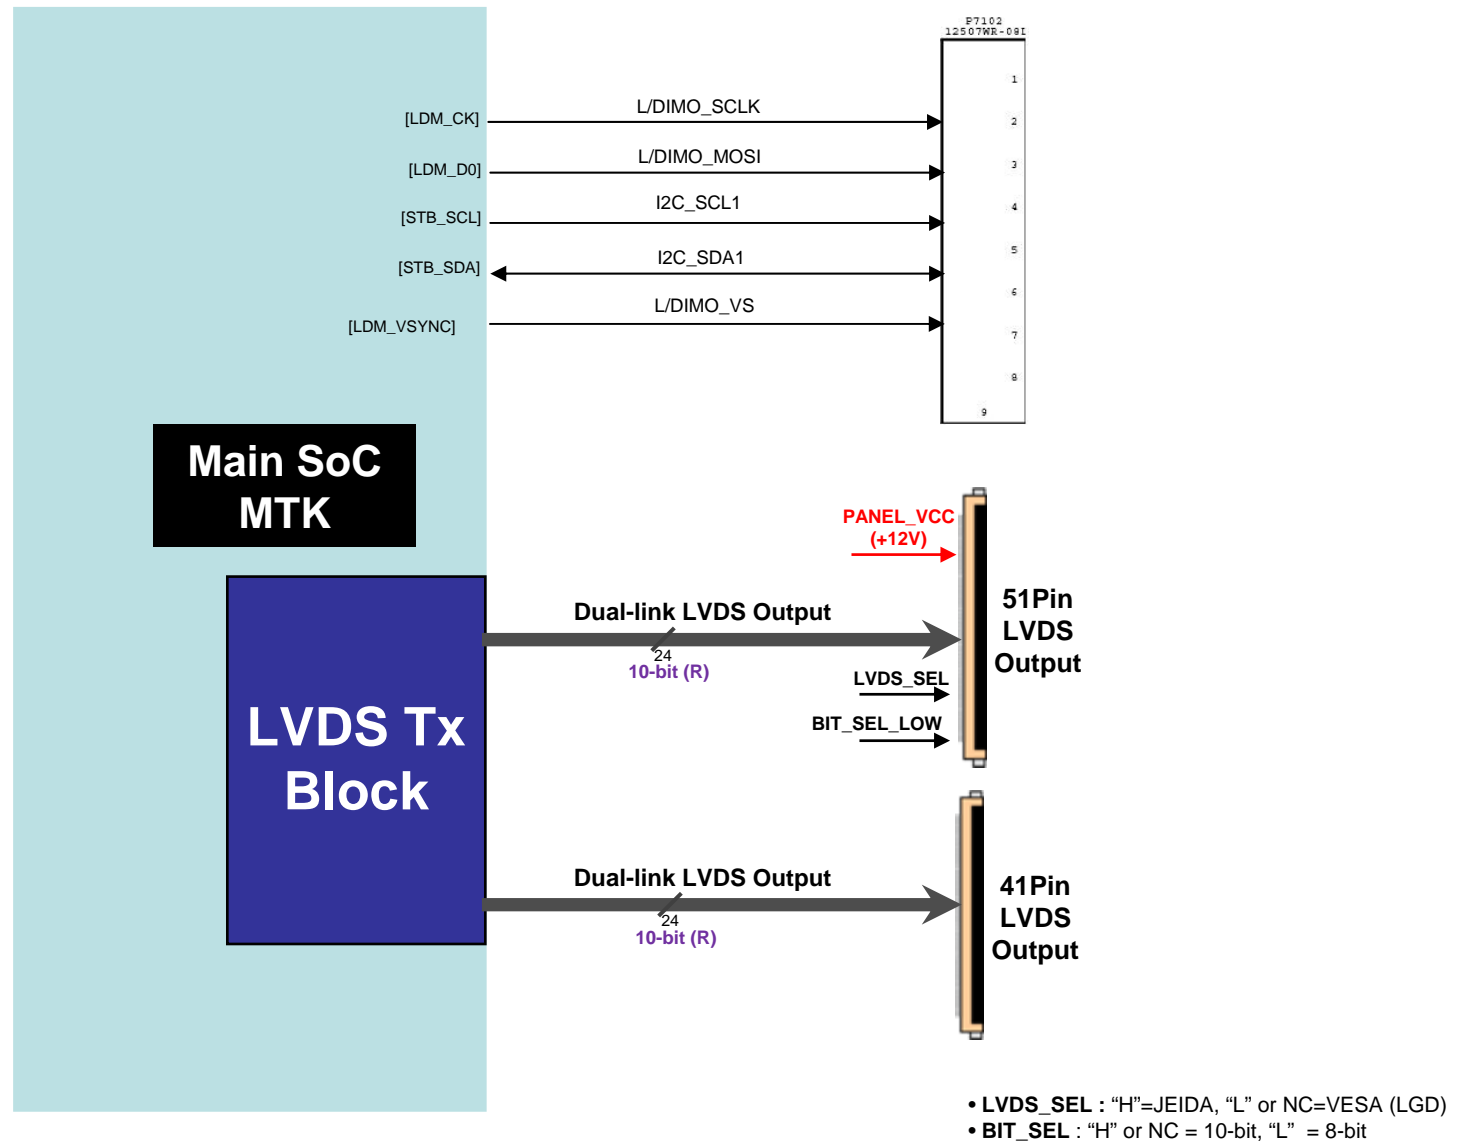 P7102
12507WR-08L
1
[LDM_CK]
L/DIMO_SCLK
2
[LDM_D0]
L/DIMO_MOSI
3
[STB_SCL]
I2C_SCL1
4
[STB_SDA]
I2C_SDA1
5
6
[LDM_VSYNC]
L/DIMO_VS
7
8
9
Main SoC
MTK
PANEL_VCC
(+12V)
Dual-link LVDS Output
24
10-bit (R)
LVDS_SEL
BIT_SEL_LOW
51Pin
LVDS
Output
LVDS Tx
Block
Dual-link LVDS Output
24
10-bit (R)
41Pin
LVDS
Output
• LVDS_SEL : “H”=JEIDA, “L” or NC=VESA (LGD)
• BIT_SEL : “H” or NC = 10-bit, “L” = 8-bit